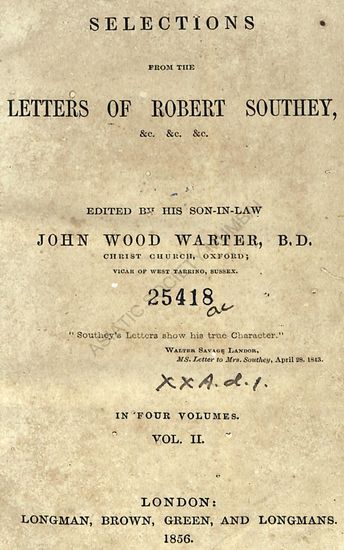 SELECTIONS
FROM THE
LETTERS OF ROBERT SOUTHEY,
&c. &c. &c.
EDITED BY HIS SON-IN-LAW
JOHN WOOD WARTER, B.D.
CHRIST CHURCH, OXFORD;
VICAR OF WEST TARRING, SUSSEX.
25418
"Southey's Letters show his true Character."
WALTER SAVAGE LANDOR,
MS. Letter to Mrs. Southey, April 28. 1843.
XXA.d.1.
IN FOUR VOLUMES.
VOL. II.
LONDON:
LONGMAN, BROWN, GREEN, AND LONGMANS.
1856.